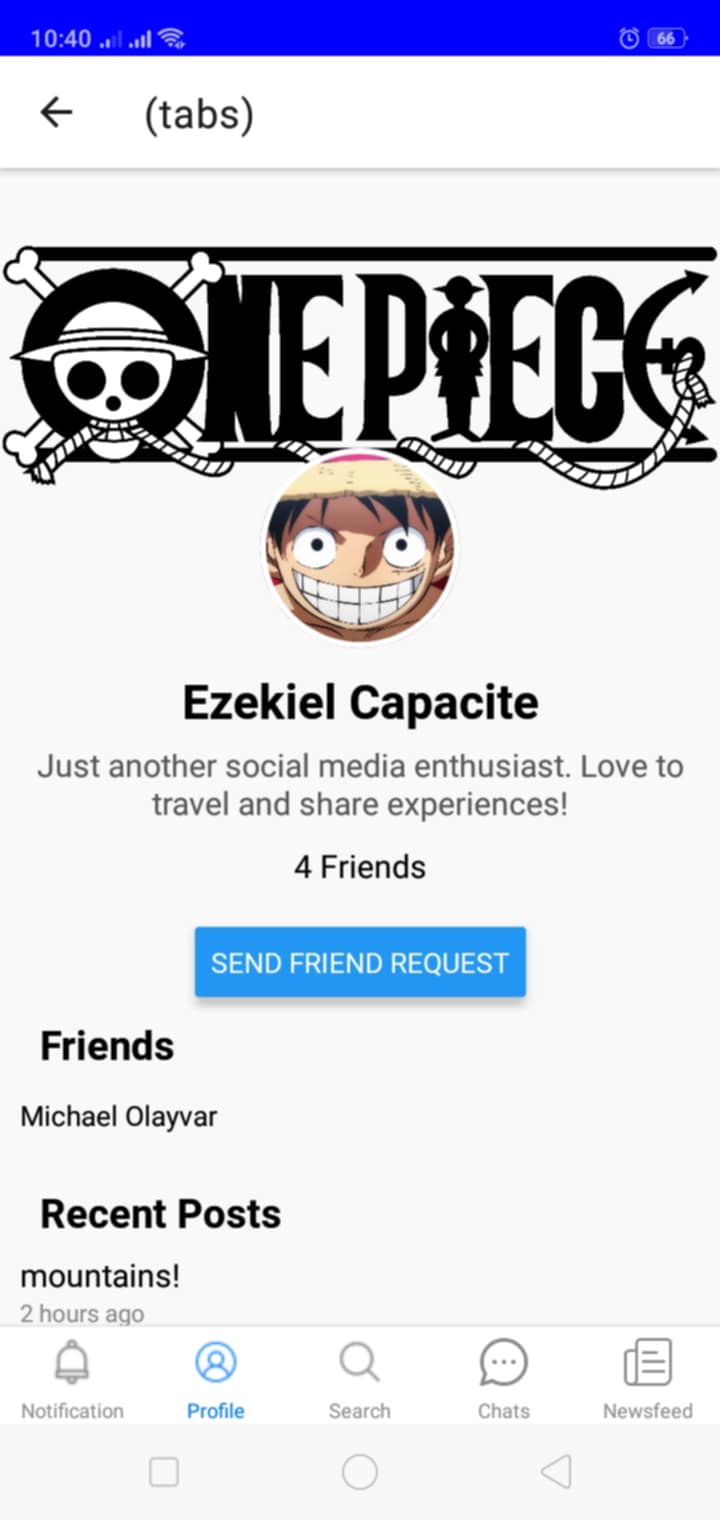 10:40
66
(tabs)
ONE PIECE
Ezekiel Capacite
Just another social media enthusiast. Love to
travel and share experiences!
4 Friends
SEND FRIEND REQUEST
Friends
Michael Olayvar
Recent Posts
mountains!
2 hours ago
Notification Profile Search Chats Newsfeed